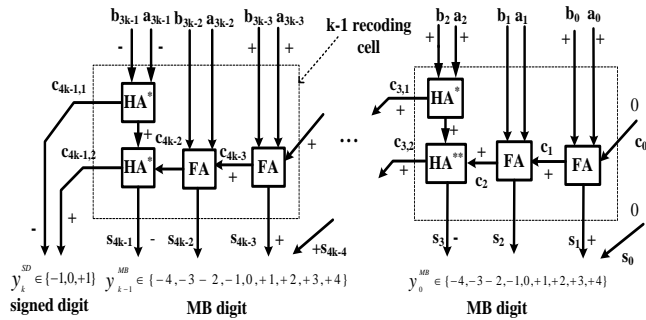 b3k-1 a3k-1 b3k-2 a3k-2 b3k-3 a3k-3 k-1 recoding cell b2 a2 b1 a1 b0 a0
- - + + + + + +
c4k-1,1 HA* c3,1 HA* 0
+ + + c0
c4k-1,2 HA* c4k-2 FA c4k-3 FA + ... c3,2 HA** + c2 FA c1 + FA
+ + 0
- + s4k-1 - s4k-2 s4k-3 + +s4k-4 s3 - s2 s1 + s0
y_k^SD ∈{-1,0,+1} y_k-1^MB ∈{-4,-3-2,-1,0,+1,+2,+3,+4} y_0^MB ∈{-4,-3-2,-1,0,+1,+2,+3,+4}
signed digit MB digit MB digit